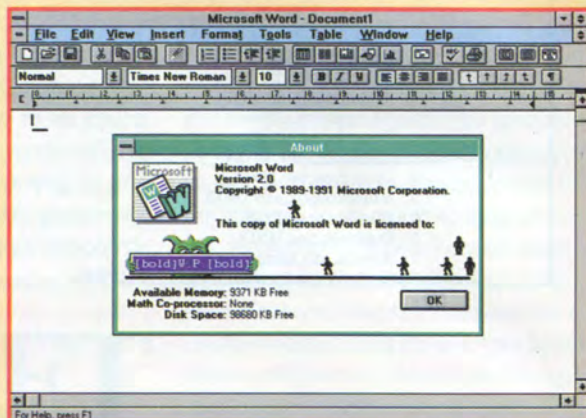 Microsoft Word - Document1
File Edit View Insert Format Tools Table Window Help
Normal Times New Roman 10 B I U
About
Microsoft
Microsoft Word
Version 2.0
Copyright © 1989-1991 Microsoft Corporation.
This copy of Microsoft Word is licensed to:
[bold]W P [bold]
Available Memory: 9371 KB Free
Math Co-processor: None
Disk Space: 98680 KB Free
OK
For Help, press F1